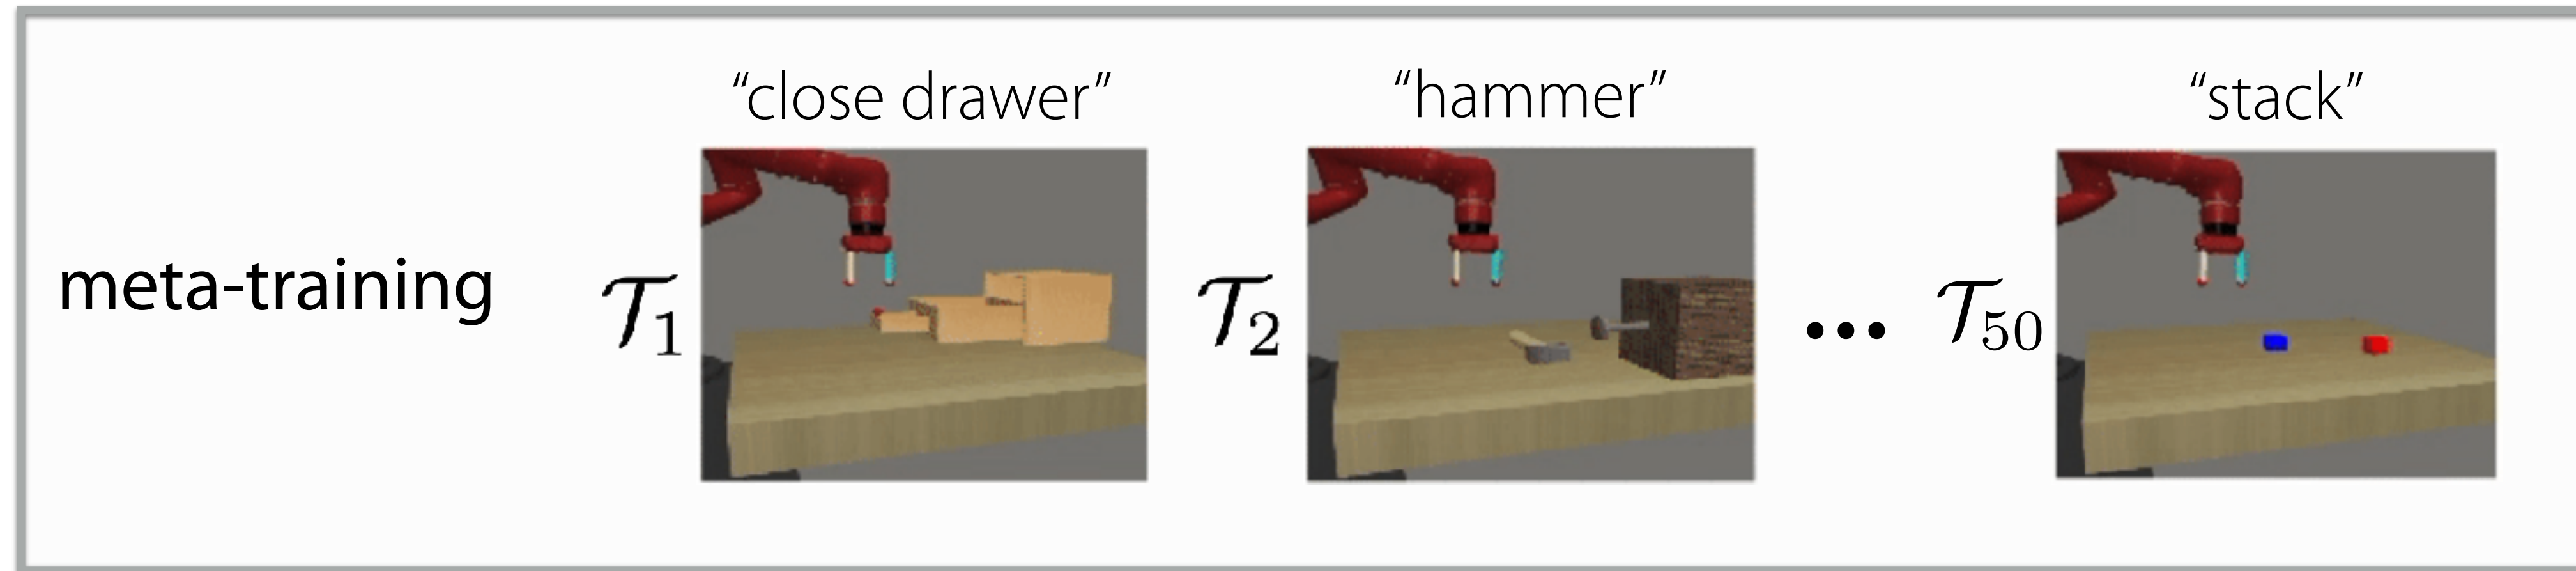 “close drawer”
“hammer”
“stack”
meta-training
𝒯₁
𝒯₂
...
𝒯₅₀